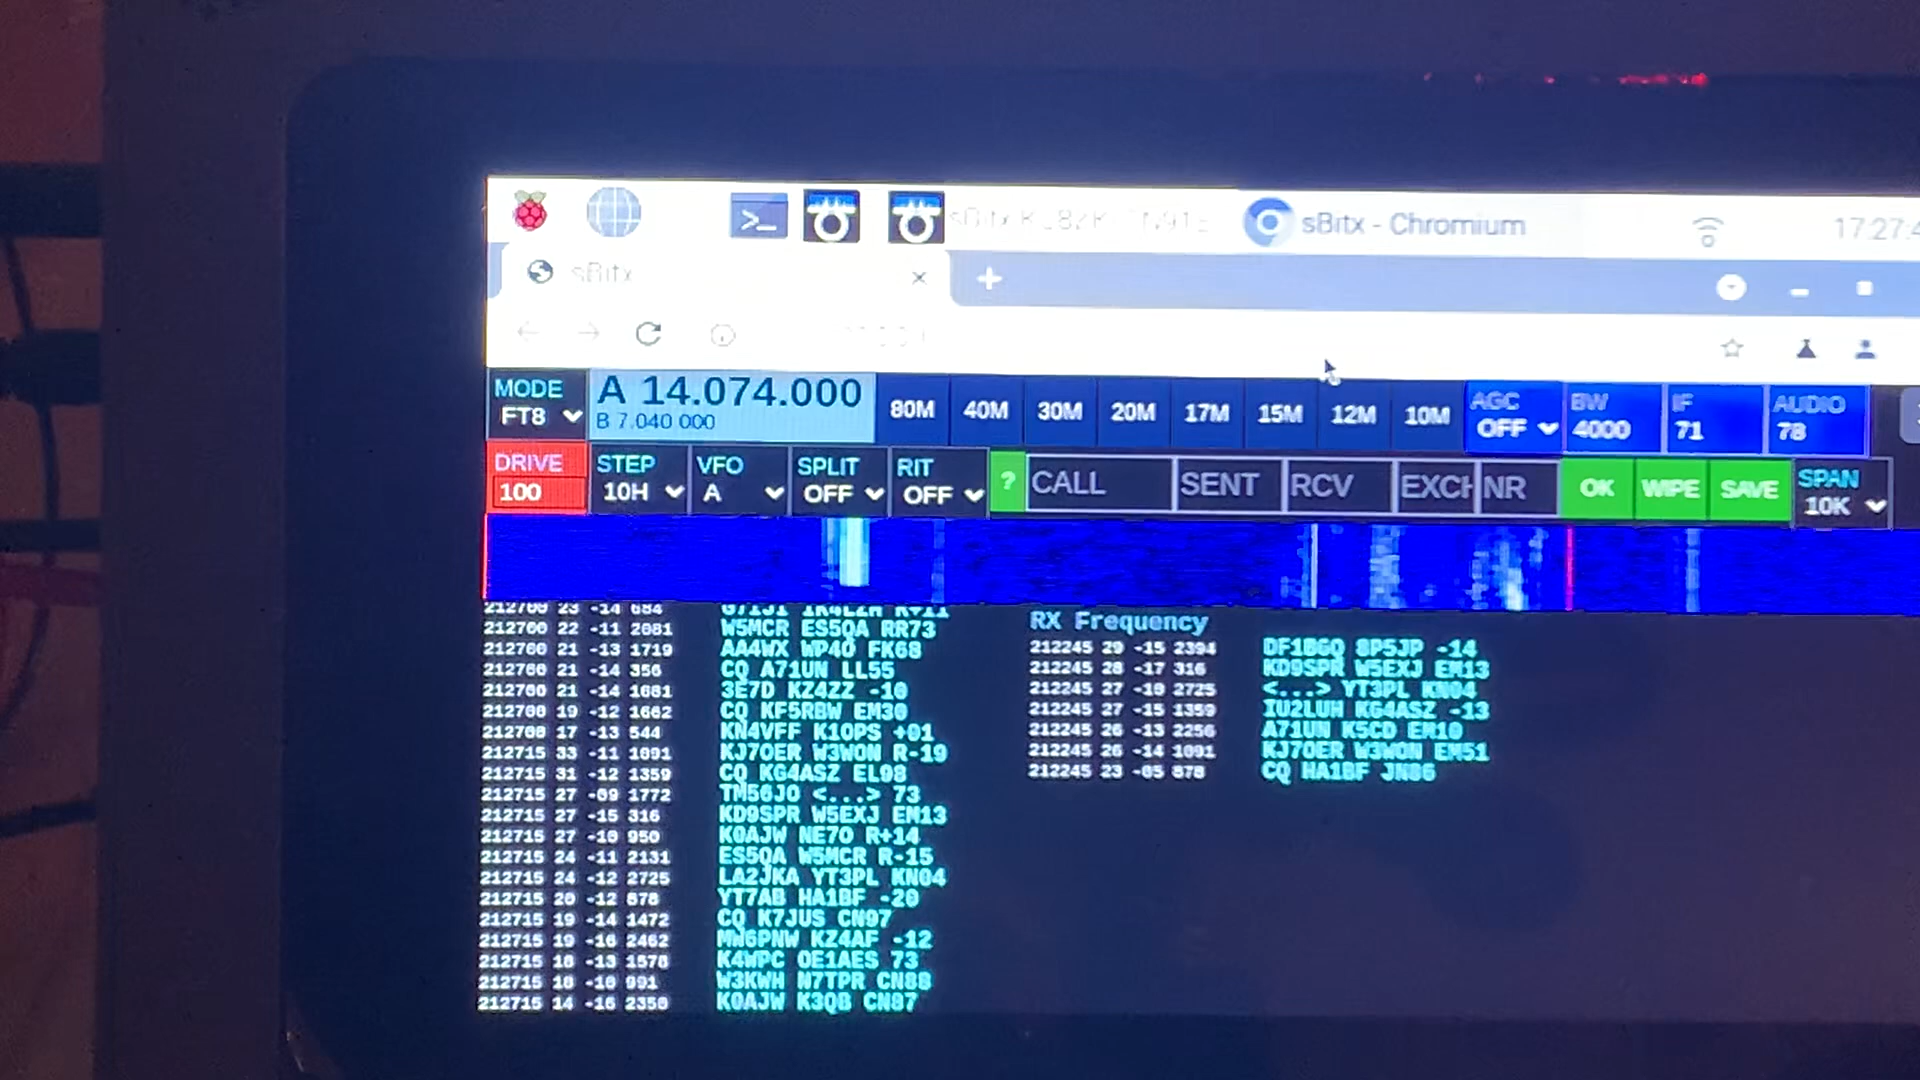 sBitx - Chromium
17:27:4
sBitx
MODE
FT8
A 14.074.000
B 7.040 000
80M 40M 30M 20M 17M 15M 12M 10M
AGC
OFF
BW
4000
IF
71
AUDIO
78
DRIVE
100
STEP
10H
VFO
A
SPLIT
OFF
RIT
OFF
? CALL SENT RCV EXCH NR OK WIPE SAVE
SPAN
10K
212700 23 -14 684
212700 22 -11 2081 W5MCR ES5QA RR73
212700 21 -13 1719 AA4WX WP4O FK68
212700 21 -14 356 CQ A71UN LL55
212700 21 -14 1681 3E7D KZ4ZZ -10
212700 19 -12 1662 CQ KF5RBW EM30
212700 17 -13 544 KN4VFF K1OPS +01
212715 33 -11 1091 KJ7OER W3WON R-19
212715 31 -12 1359 CQ KG4ASZ EL98
212715 27 -09 1772 TM56JO <...> 73
212715 27 -15 316 KD9SPR W5EXJ EM13
212715 27 -10 950 K0AJW NE7O R+14
212715 24 -11 2131 ES5QA W5MCR R-15
212715 24 -12 2725 LA2JKA YT3PL KN04
212715 20 -12 878 YT7AB HA1BF -20
212715 19 -14 1472 CQ K7JUS CN97
212715 19 -16 2462 MW6PNW KZ4AF -12
212715 18 -13 1578 K4WPC OE1AES 73
212715 18 -10 991 W3KWH N7TPR CN88
212715 14 -16 2350 K0AJW K3QB CN87
RX Frequency
212245 29 -15 2394 DF1BGQ SP5JP -14
212245 28 -17 316 KD9SPR W5EXJ EM13
212245 27 -10 2725 <...> YT3PL KN04
212245 27 -15 1359 IU2LUH KG4ASZ -13
212245 26 -13 2256 A71UN K5CD EM10
212245 26 -14 1091 KJ7OER W3WON EM51
212245 23 -05 878 CQ HA1BF JN86